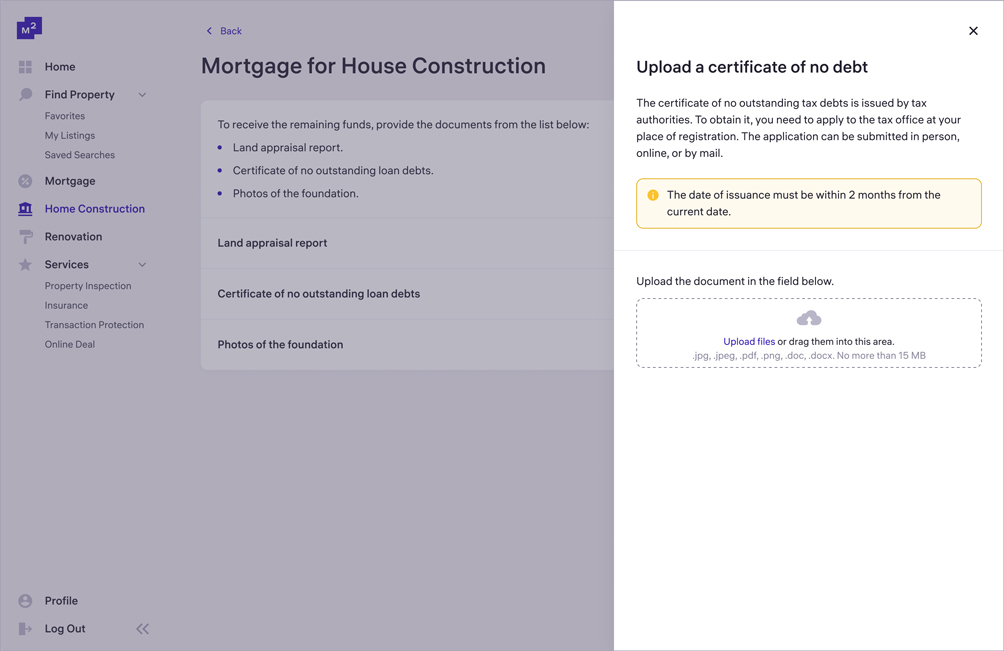 M2
Home
Find Property
Favorites
My Listings
Saved Searches
Mortgage
Home Construction
Renovation
Services
Property Inspection
Insurance
Transaction Protection
Online Deal
Profile
Log Out
Back
Mortgage for House Construction
To receive the remaining funds, provide the documents from the list below:
Land appraisal report.
Certificate of no outstanding loan debts.
Photos of the foundation.
Land appraisal report
Certificate of no outstanding loan debts
Photos of the foundation
Upload a certificate of no debt
The certificate of no outstanding tax debts is issued by tax
authorities. To obtain it, you need to apply to the tax office at your
place of registration. The application can be submitted in person,
online, or by mail.
The date of issuance must be within 2 months from the
current date.
Upload the document in the field below.
Upload files or drag them into this area.
.jpg, .jpeg, .pdf, .png, .doc, .docx. No more than 15 MB